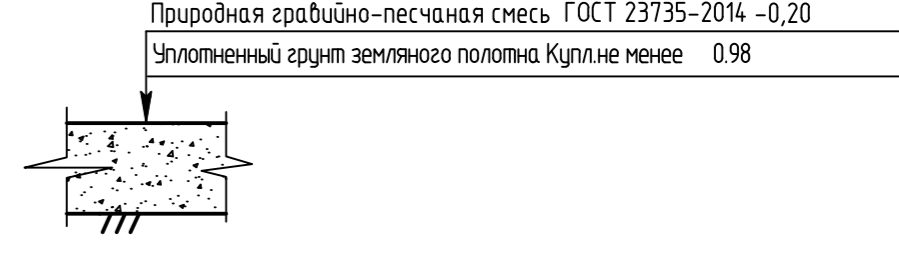 Природная гравийно-песчаная смесь ГОСТ 23735-2014 -0,20
Уплотненный грунт земляного полотна Купл.не менее 0.98